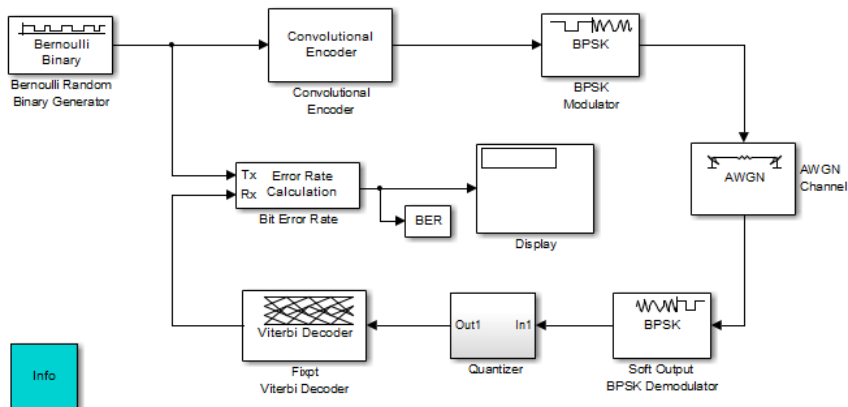 Bernoulli
Binary
Bernoulli Random
Binary Generator
Convolutional
Encoder
Convolutional
Encoder
BPSK
BPSK
Modulator
AWGN
AWGN
Channel
Tx
Rx
Error Rate
Calculation
Bit Error Rate
BER
Display
Viterbi Decoder
Fixpt
Viterbi Decoder
Out1
In1
Quantizer
BPSK
Soft Output
BPSK Demodulator
Info